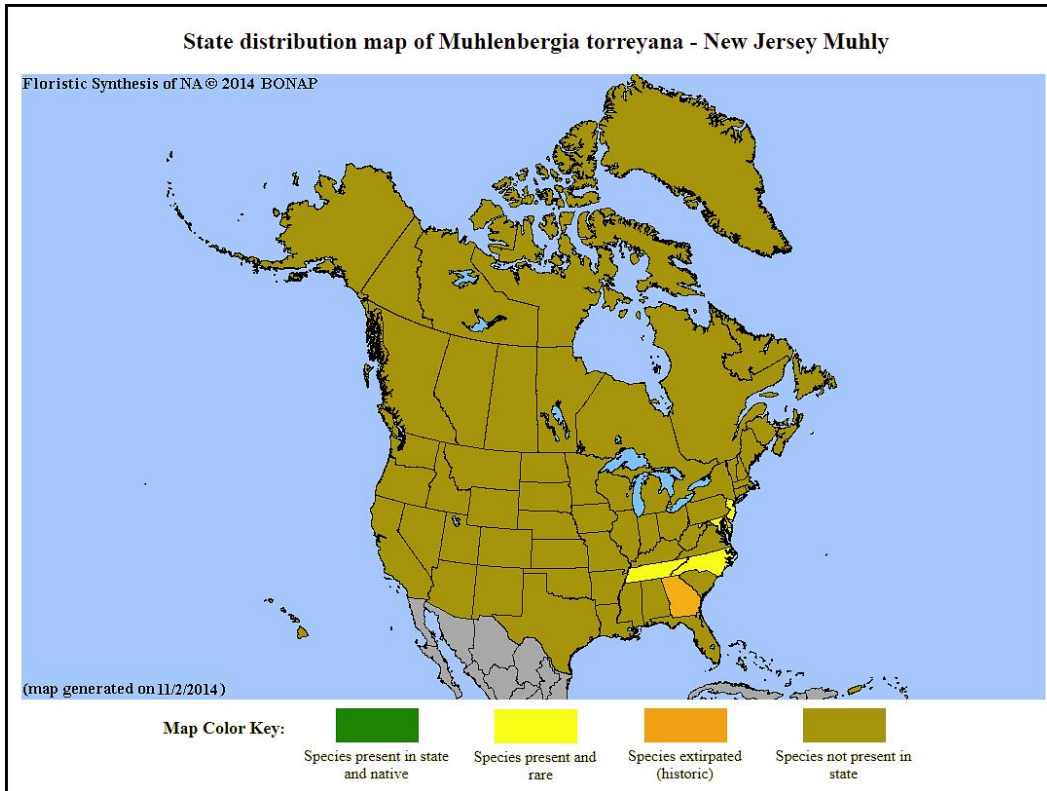 State distribution map of Muhlenbergia torreyana - New Jersey Muhly
Floristic Synthesis of NA © 2014 BONAP
(map generated on 11/2/2014)
Map Color Key:
Species present in state
and native
Species present and
rare
Species extirpated
(historic)
Species not present in
state